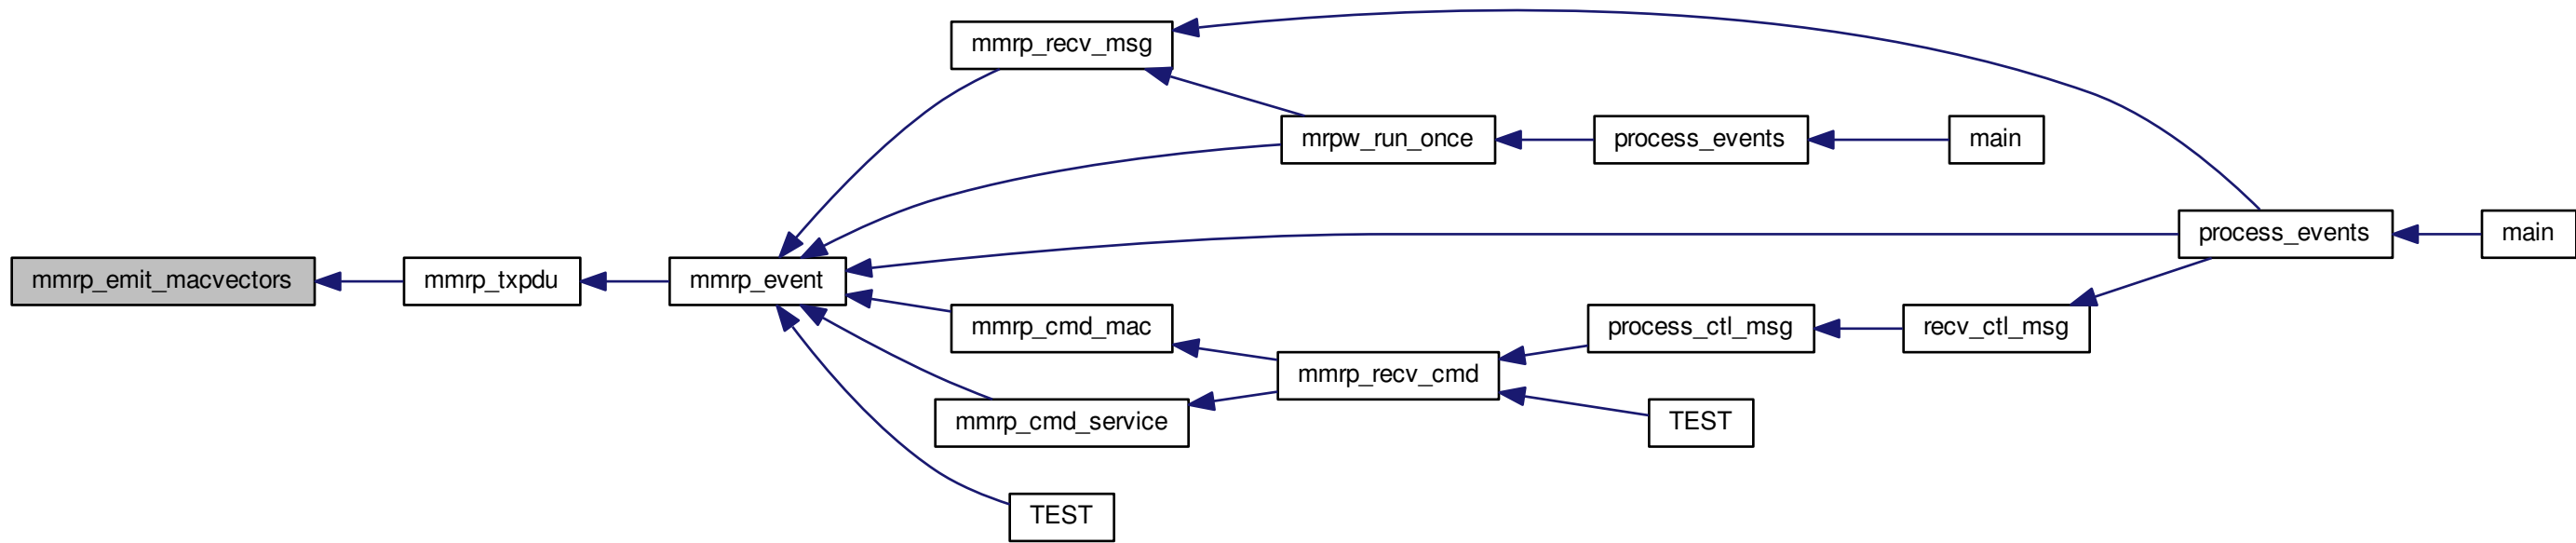 mmrp_recv_msg
mrpw_run_once
process_events
main
process_events
main
mmrp_emit_macvectors
mmrp_txpdu
mmrp_event
mmrp_cmd_mac
process_ctl_msg
recv_ctl_msg
mmrp_recv_cmd
mmrp_cmd_service
TEST
TEST